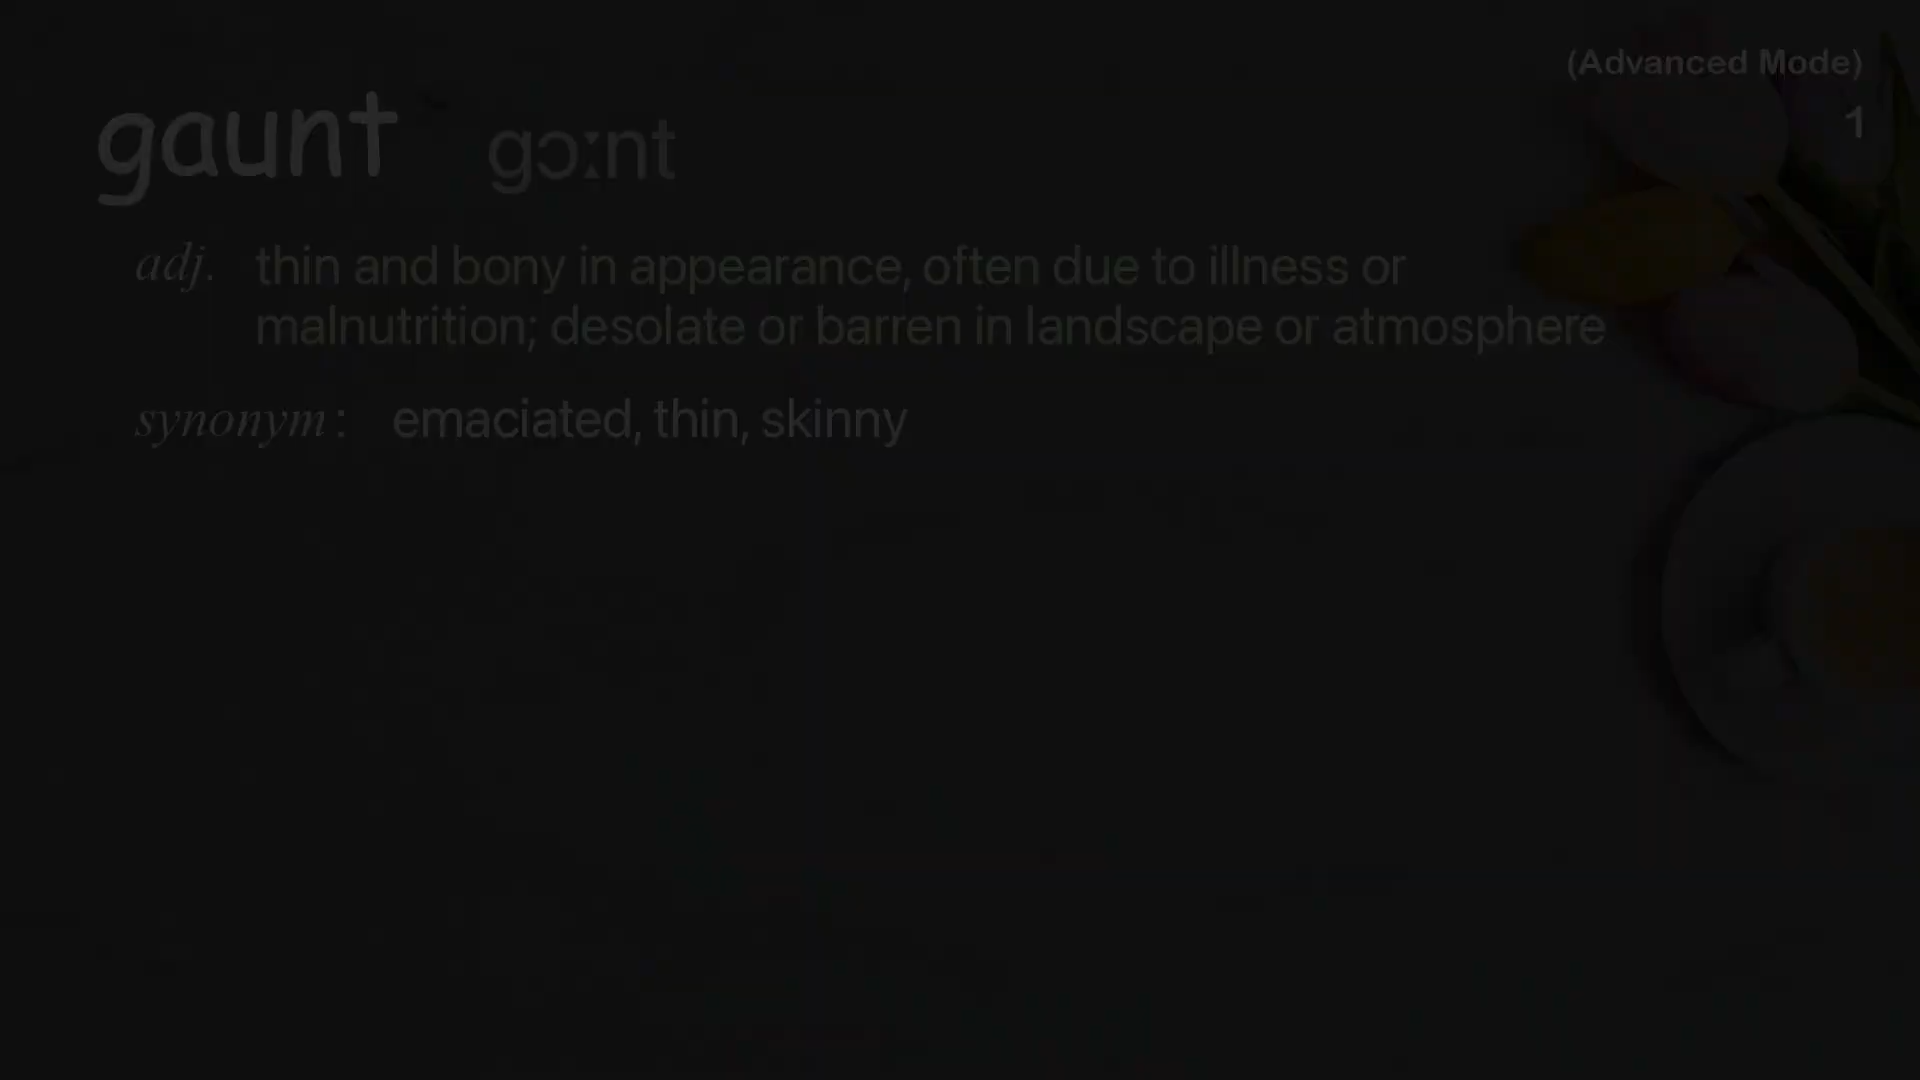 (Advanced Mode)
1
gaunt gɔːnt
adj. thin and bony in appearance, often due to illness or
malnutrition; desolate or barren in landscape or atmosphere
synonym: emaciated, thin, skinny